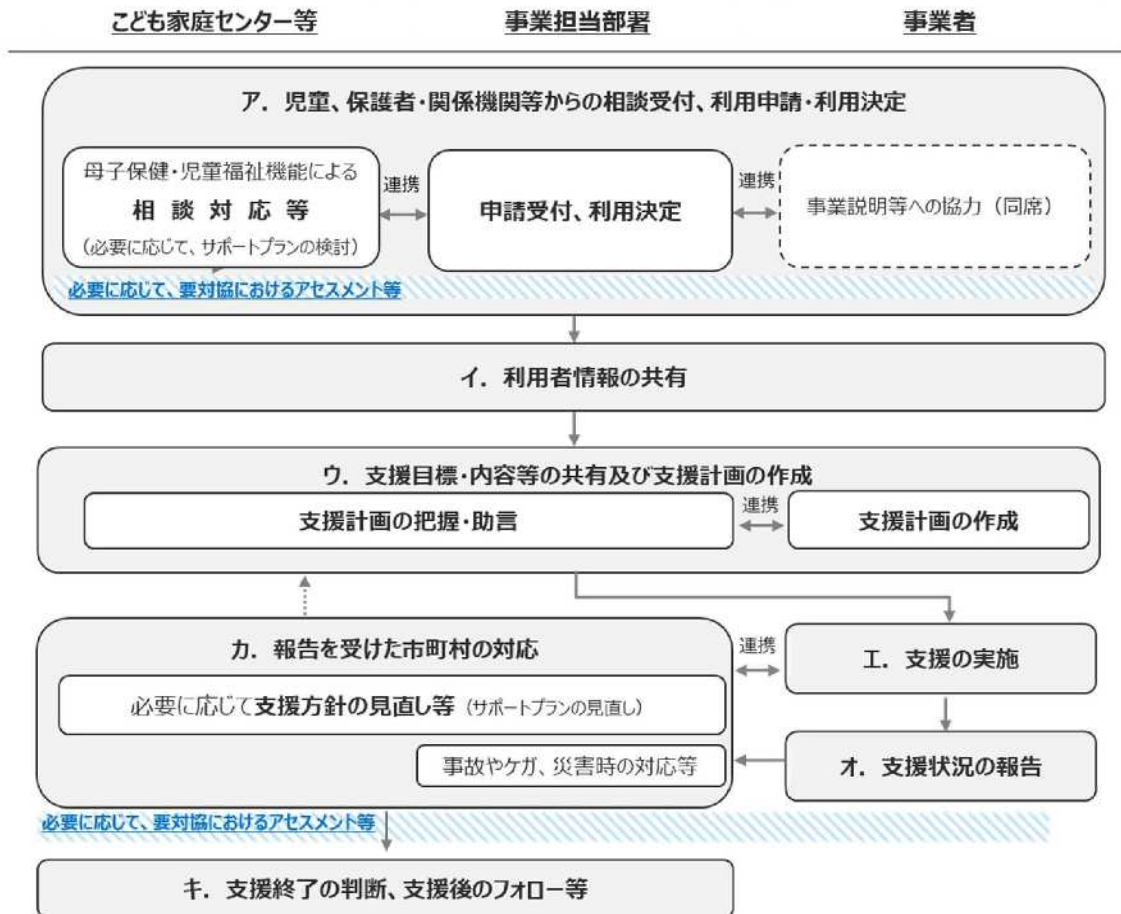 こども家庭センター等
事業担当部署
事業者
ア．児童、保護者・関係機関等からの相談受付、利用申請・利用決定
母子保健・児童福祉機能による
相談対応等
（必要に応じて、サポートプランの検討）
連携
申請受付、利用決定
連携
事業説明等への協力（同席）
必要に応じて、要対協におけるアセスメント等
イ．利用者情報の共有
ウ．支援目標・内容等の共有及び支援計画の作成
支援計画の把握・助言
連携
支援計画の作成
カ．報告を受けた市町村の対応
必要に応じて支援方針の見直し等（サポートプランの見直し）
事故やケガ、災害時の対応等
連携
エ．支援の実施
オ．支援状況の報告
必要に応じて、要対協におけるアセスメント等
キ．支援終了の判断、支援後のフォロー等